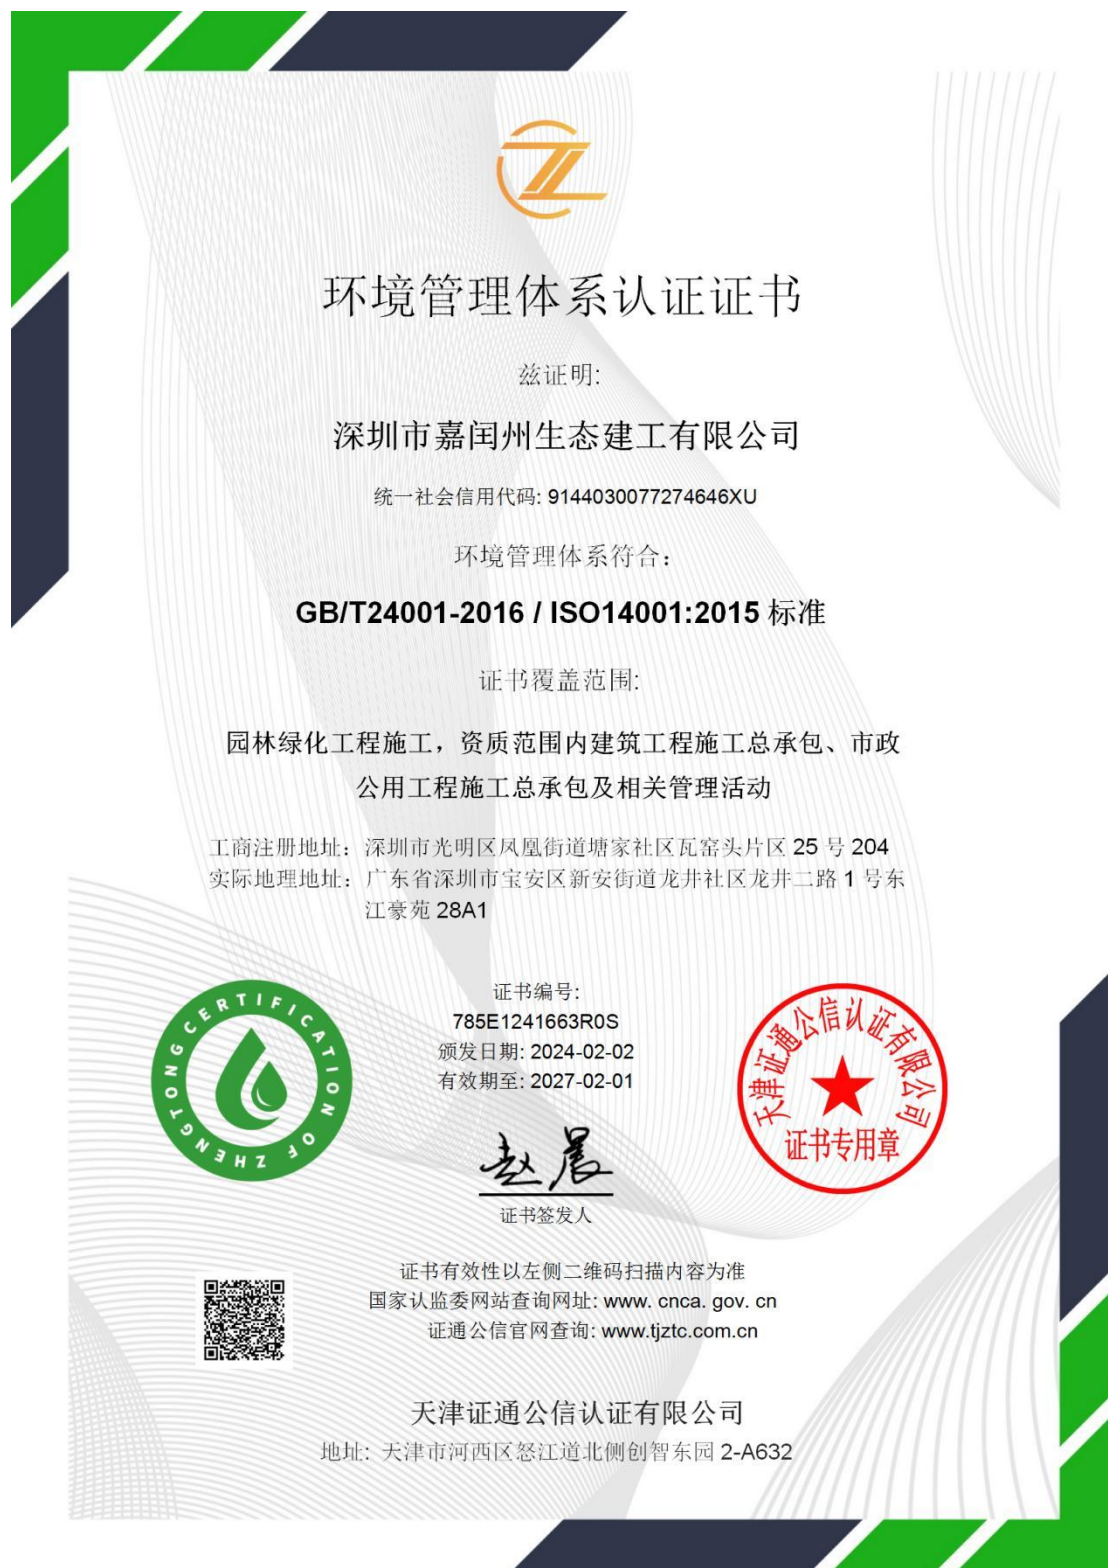 环境管理体系认证证书
兹证明:
深圳市嘉闰州生态建工有限公司
统一社会信用代码: 9144030077274646XU
环境管理体系符合：
GB/T24001-2016 / ISO14001:2015 标准
证书覆盖范围:
园林绿化工程施工，资质范围内建筑工程施工总承包、市政
公用工程施工总承包及相关管理活动
工商注册地址：深圳市光明区凤凰街道塘家社区瓦窑头片区 25 号 204
实际地理地址：广东省深圳市宝安区新安街道龙井社区龙井二路 1 号东
江豪苑 28A1
CERTIFICATION OF ZHENGTONG
证书编号:
785E1241663R0S
颁发日期: 2024-02-02
有效期至: 2027-02-01
天津证通公信认证有限公司
证书专用章
赵晨
证书签发人
证书有效性以左侧二维码扫描内容为准
国家认监委网站查询网址: www. cnca. gov. cn
证通公信官网查询: www.tjztc.com.cn
天津证通公信认证有限公司
地址: 天津市河西区怒江道北侧创智东园 2-A632